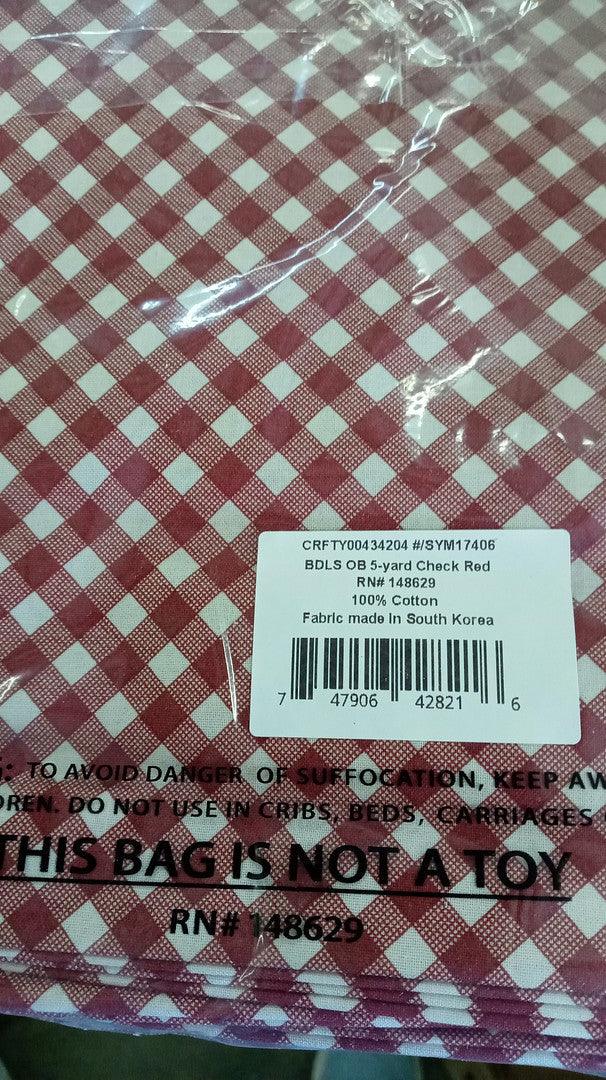 CRFTY00434204 #/SYM17406
BDLS OB 5-yard Check Red
RN# 148629
100% Cotton
Fabric made in South Korea
7 47906 42821 6
TO AVOID DANGER OF SUFFOCATION, KEEP AW
DREN. DO NOT USE IN CRIBS, BEDS, CARRIAGES
THIS BAG IS NOT A TOY
RN# 148629